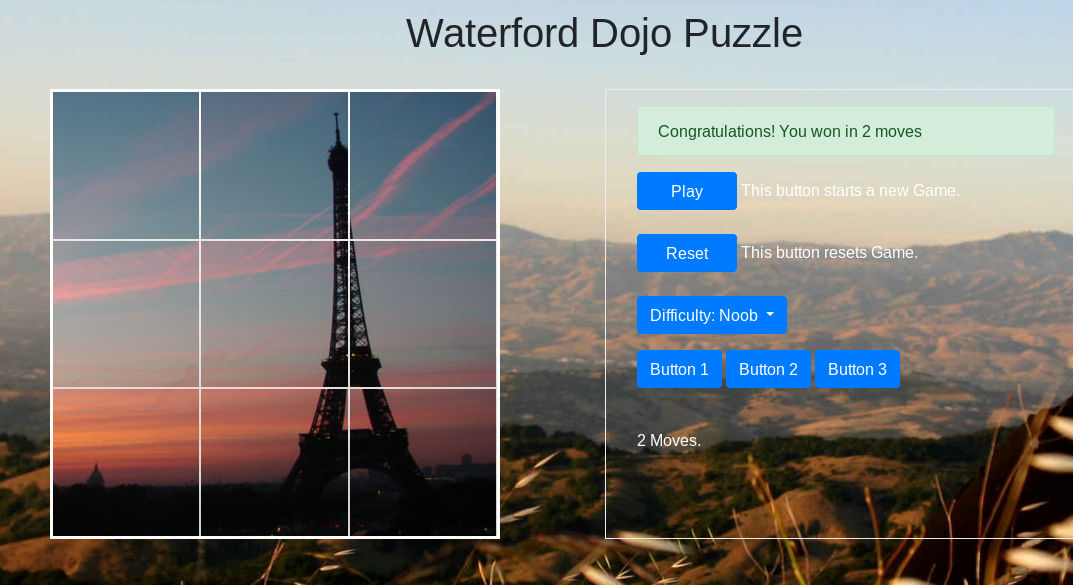 Waterford Dojo Puzzle
Congratulations! You won in 2 moves
Play This button starts a new Game.
Reset This button resets Game.
Difficulty: Noob
Button 1 Button 2 Button 3
2 Moves.